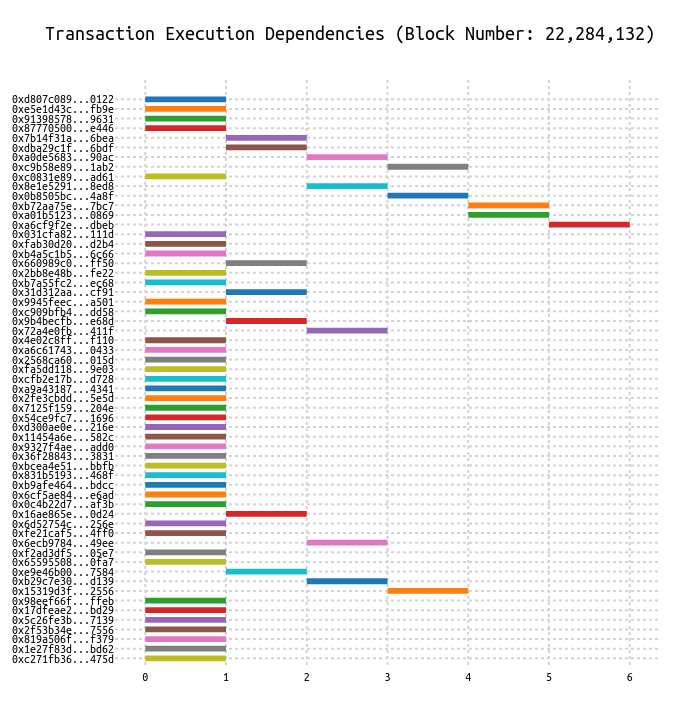 Transaction Execution Dependencies (Block Number: 22,284,132)
0xd807c089...0122
0xe5e1d43c...fb9e
0x91398578...9631
0x87770500...e446
0x7b14f31a...6bea
0xdba29c1f...6bdf
0xa0de5683...90ac
0xc9b58e89...1ab2
0xc0831e89...ad61
0x8e1e5291...8ed8
0x0b8505bc...4a8f
0xb72aa75e...7bc7
0xa01b5123...0869
0xa6cf9f2e...dbeb
0x031cfa82...111d
0xfab30d20...d2b4
0xb4a5c1b5...6c66
0x660989c0...ff50
0x2bb8e48b...fe22
0xb7a55fc2...ec68
0x31d312aa...cf91
0x9945feec...a501
0xc909bfb4...dd58
0x9b4becfb...e68d
0x72a4e0fb...411f
0x4e02c8ff...f110
0xa6c61743...0433
0x2568ca60...015d
0xfa5dd118...9e03
0xcfb2e17b...d728
0xa9a43187...4341
0x2fe3cbdd...5e5d
0x7125f159...204e
0x54ce9fc7...1696
0xd300ae0e...216e
0x11454a6e...582c
0x9327f4ae...add0
0x36f28843...3831
0xbcea4e51...bbfb
0x831b5193...468f
0xb9afe464...bdcc
0x6cf5ae84...e6ad
0x0c4b22d7...af3b
0x16ae865e...0d24
0x6d52754c...256e
0xfe21caf5...4ff0
0x6ecb9784...49ee
0xf2ad3df5...05e7
0x65595508...0fa7
0xe9e46b00...7584
0xb29c7e30...d139
0x15319d3f...2556
0x98eef66f...ffeb
0x17dfeae2...bd29
0x5c26fe3b...7139
0x2f53b34e...7556
0x819a506f...f379
0x1e27f83d...bd62
0xc271fb36...475d
0 1 2 3 4 5 6